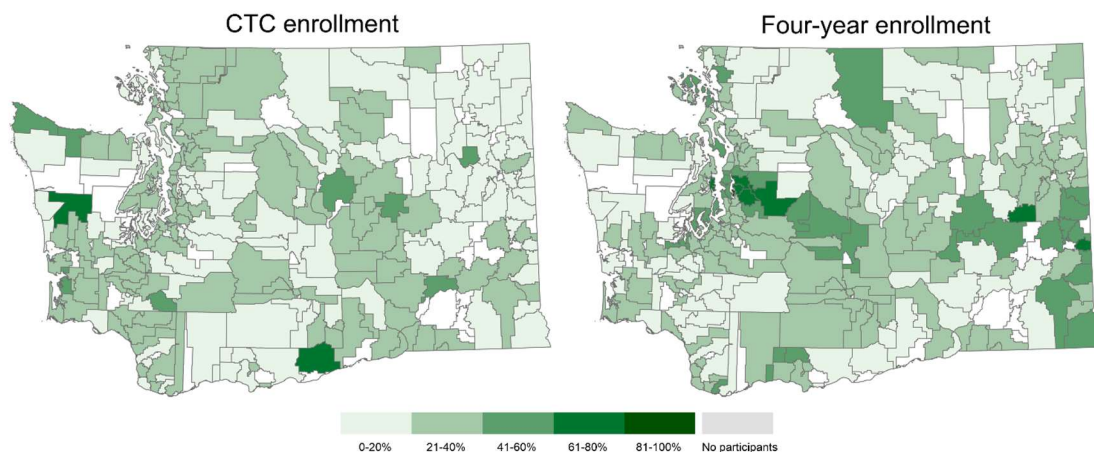 CTC enrollment
Four-year enrollment
0-20%
21-40%
41-60%
61-80%
81-100%
No participants